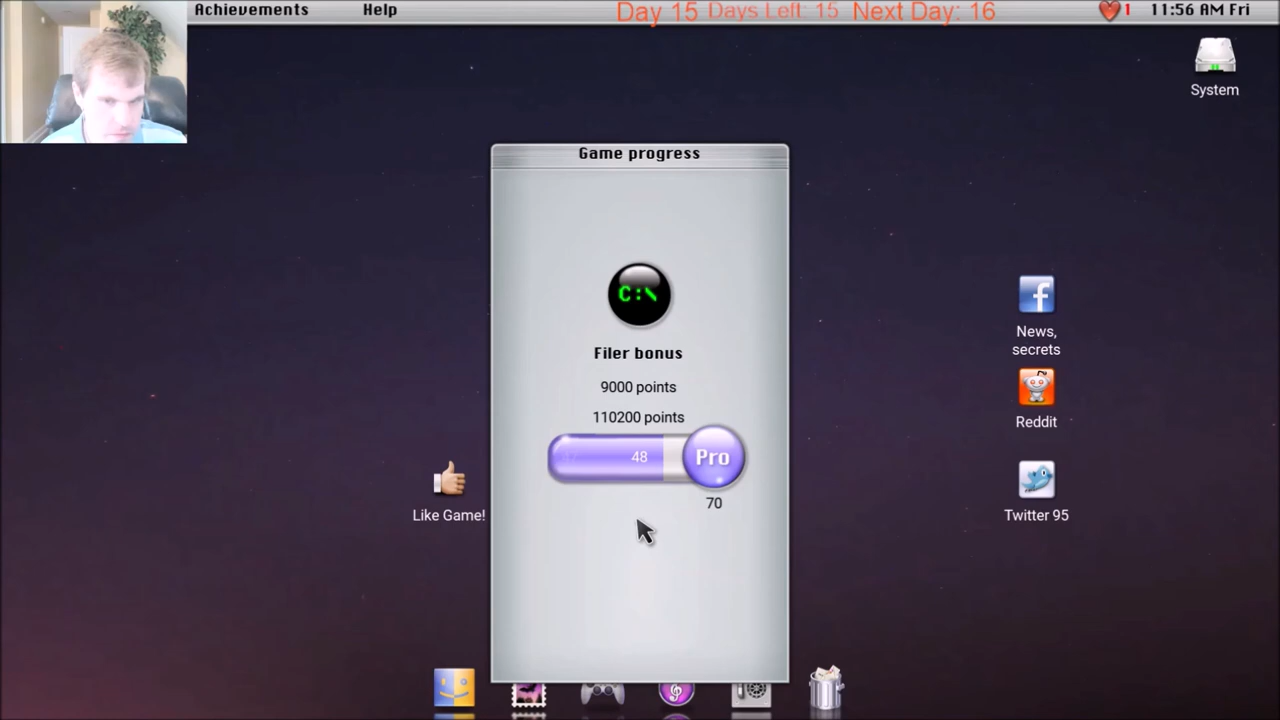 Achievements Help Day 15 Days Left: 15 Next Day: 16 1 11:56 AM Fri
System
Game progress
C:\
Filer bonus
9000 points
110200 points
48 Pro
70
News,
secrets
Reddit
Like Game!
Twitter 95